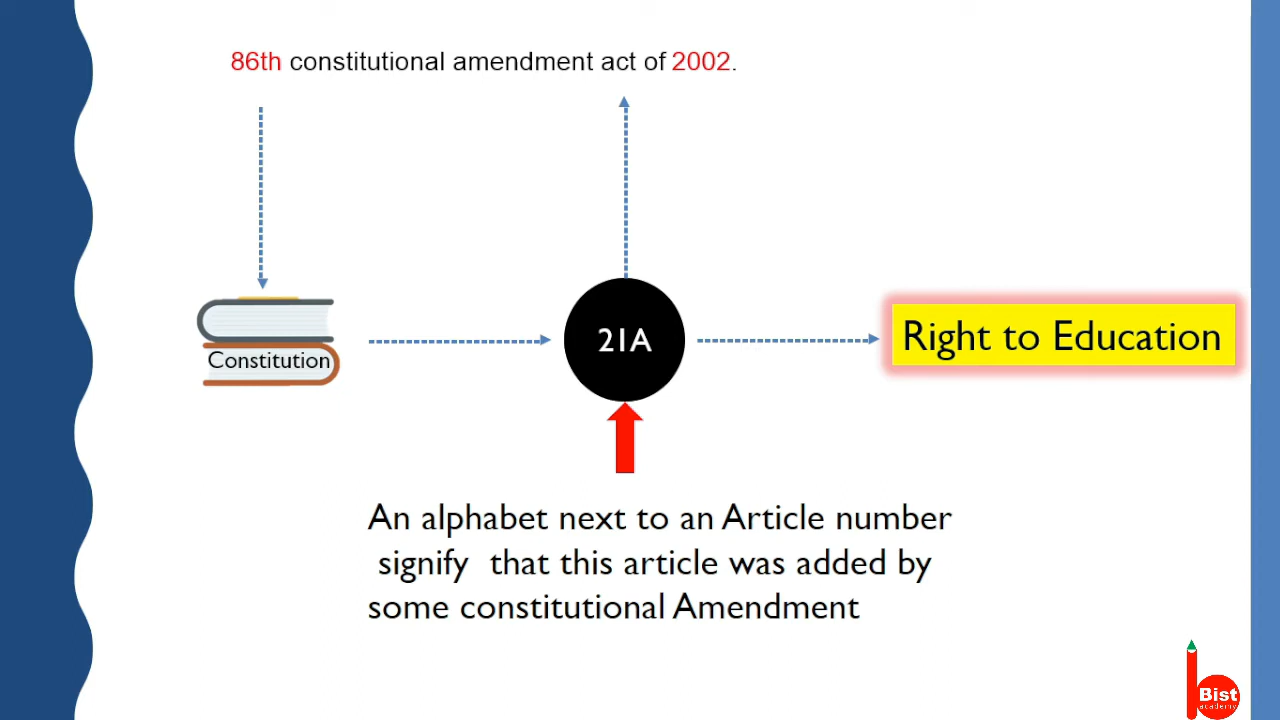 86th constitutional amendment act of 2002.
Constitution
21A
Right to Education
An alphabet next to an Article number
signify that this article was added by
some constitutional Amendment
Bist
academy